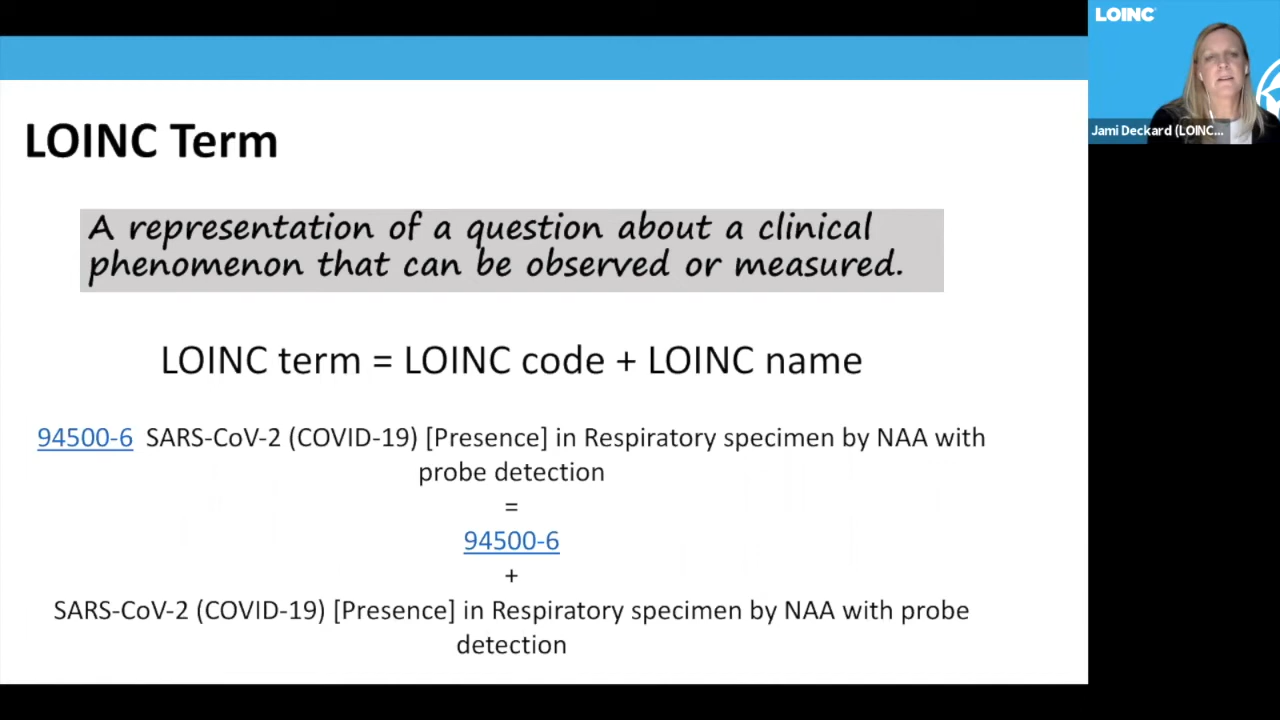 LOINC
Jami Deckard (LOINC...
LOINC Term
A representation of a question about a clinical
phenomenon that can be observed or measured.
LOINC term = LOINC code + LOINC name
94500-6 SARS-CoV-2 (COVID-19) [Presence] in Respiratory specimen by NAA with
probe detection
=
94500-6
+
SARS-CoV-2 (COVID-19) [Presence] in Respiratory specimen by NAA with probe
detection